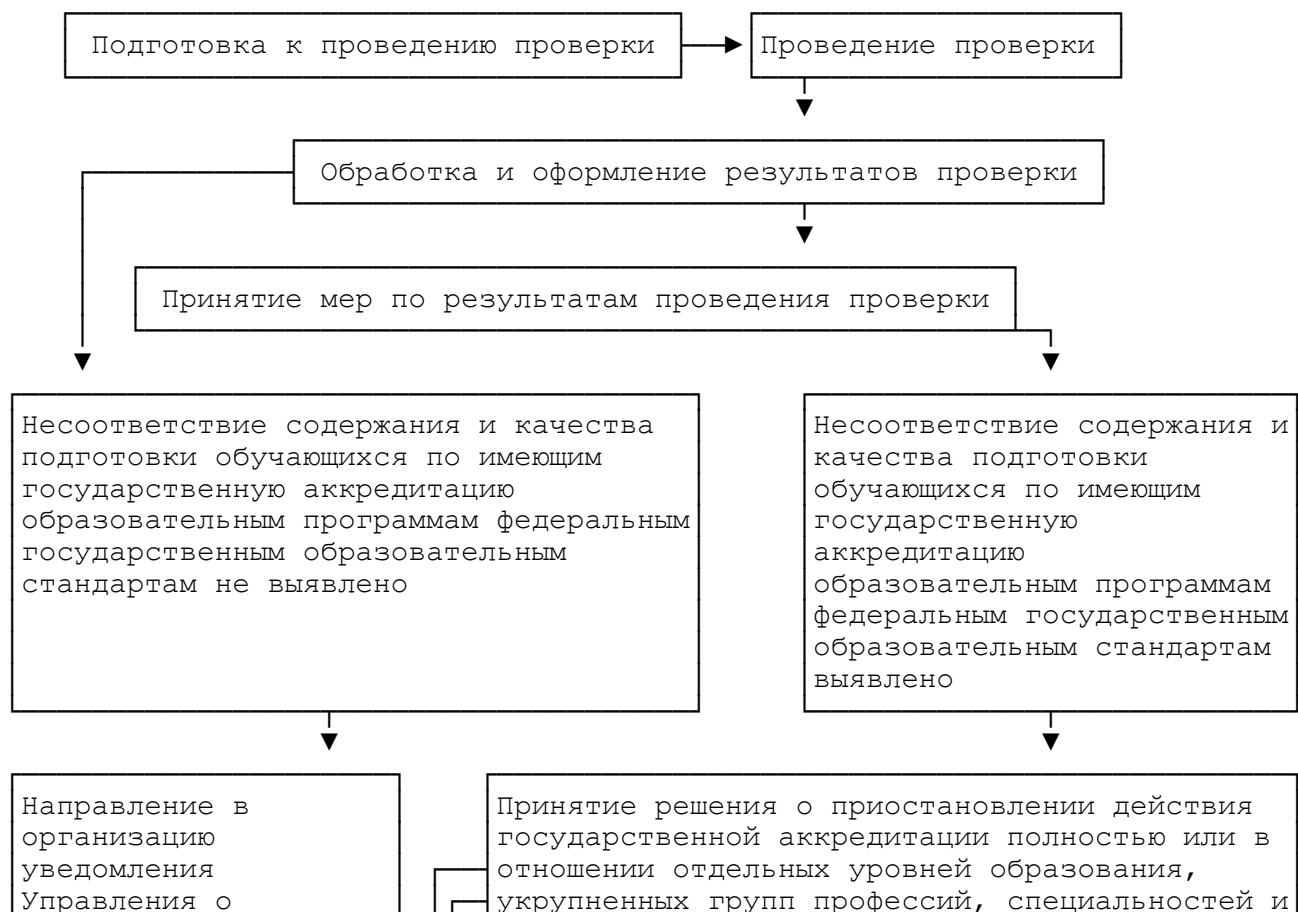 Подготовка к проведению проверки
Проведение проверки
Обработка и оформление результатов проверки
Принятие мер по результатам проведения проверки
Несоответствие содержания и качества
подготовки обучающихся по имеющим
государственную аккредитацию
образовательным программам федеральным
государственным образовательным
стандартам не выявлено
Несоответствие содержания и
качества подготовки
обучающихся по имеющим
государственную
аккредитацию
образовательным программам
федеральным государственным
образовательным стандартам
выявлено
Направление в
организацию
уведомления
Управления о
Принятие решения о приостановлении действия
государственной аккредитации полностью или в
отношении отдельных уровней образования,
укрупненных групп профессий, специальностей и